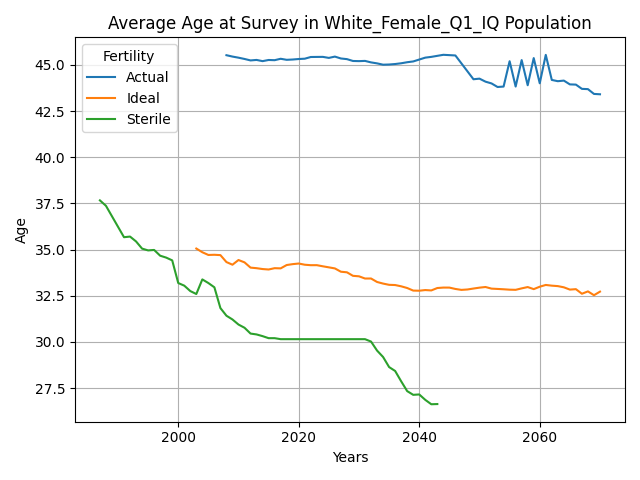 Average Age at Survey in White_Female_Q1_IQ Population
Fertility
Actual
Ideal
Sterile
Age
45.0
42.5
40.0
37.5
35.0
32.5
30.0
27.5
2000
2020
2040
2060
Years